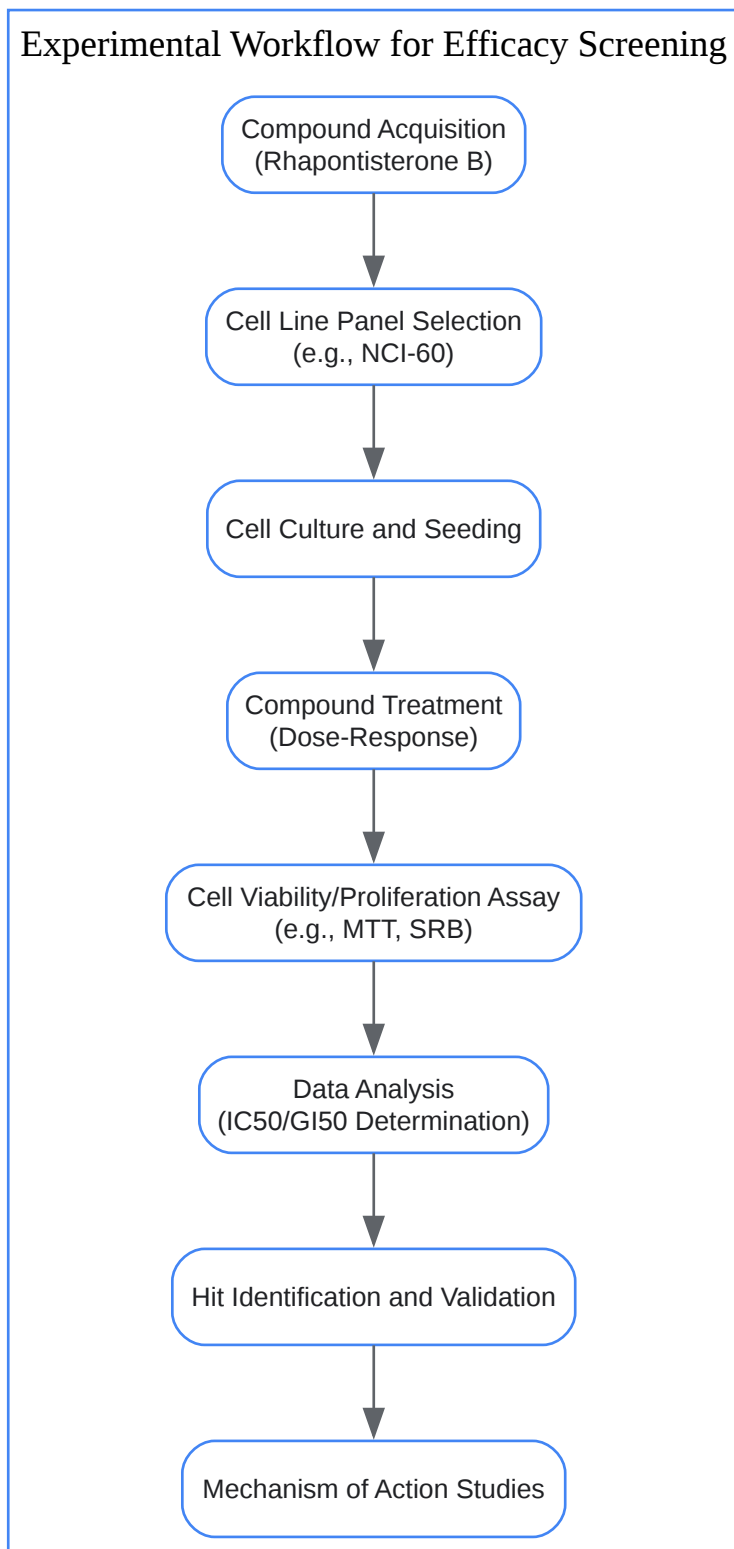 Experimental Workflow for Efficacy Screening
Compound Acquisition
(Rhapontisterone B)
Cell Line Panel Selection
(e.g., NCI-60)
Cell Culture and Seeding
Compound Treatment
(Dose-Response)
Cell Viability/Proliferation Assay
(e.g., MTT, SRB)
Data Analysis
(IC50/GI50 Determination)
Hit Identification and Validation
Mechanism of Action Studies